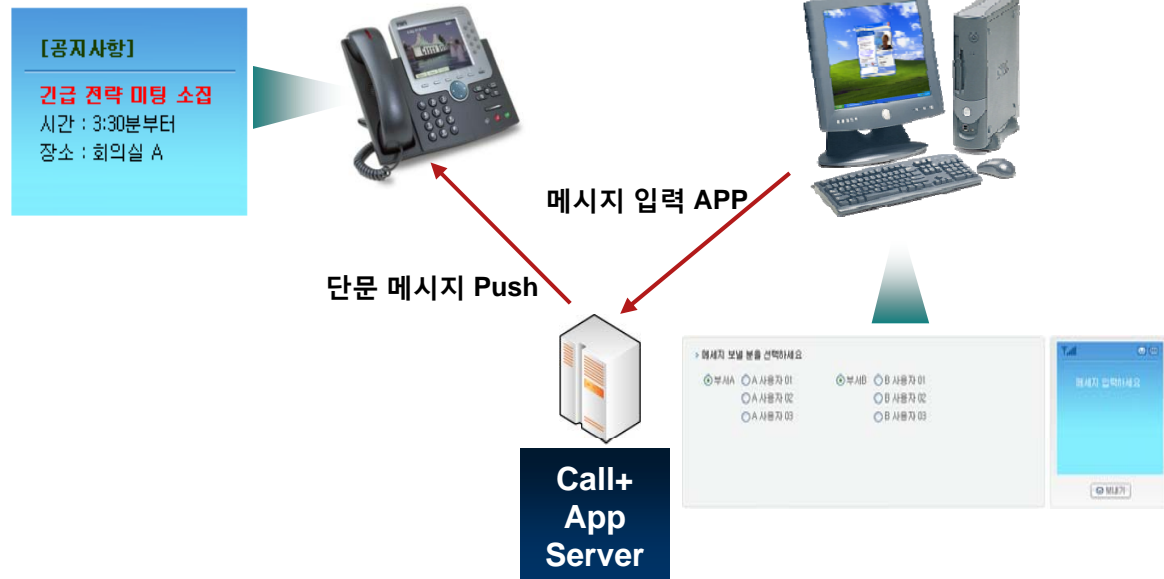 [공지사항]
긴급 전략 미팅 소집
시간 : 3:30분부터
장소 : 회의실 A
메시지 입력 APP
단문 메시지 Push
Call+
App
Server
메세지 보낼 분을 선택하세요
부서A A 사용자 01 부서B B 사용자 01
A 사용자 02 B 사용자 02
A 사용자 03 B 사용자 03
메세지 입력하세요
보내기